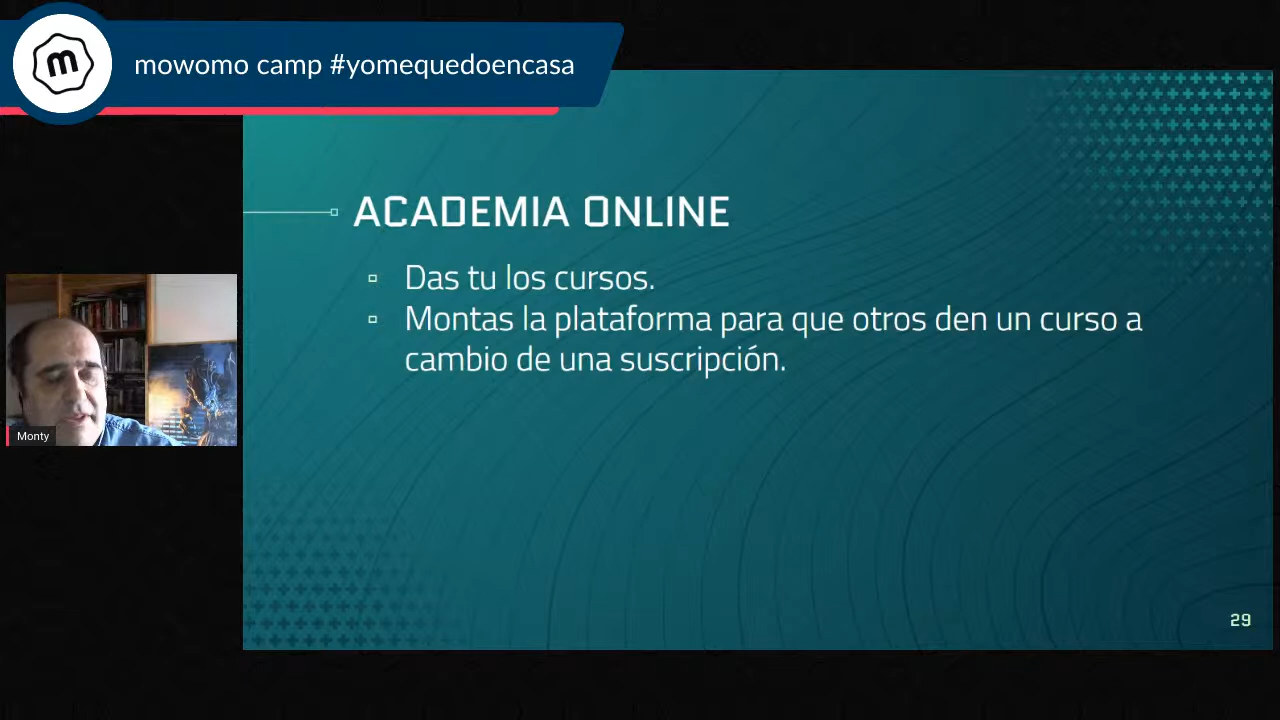 m
mowomo camp #yomequedoencasa
ACADEMIA ONLINE
Das tu los cursos.
Montas la plataforma para que otros den un curso a
cambio de una suscripción.
Monty
29